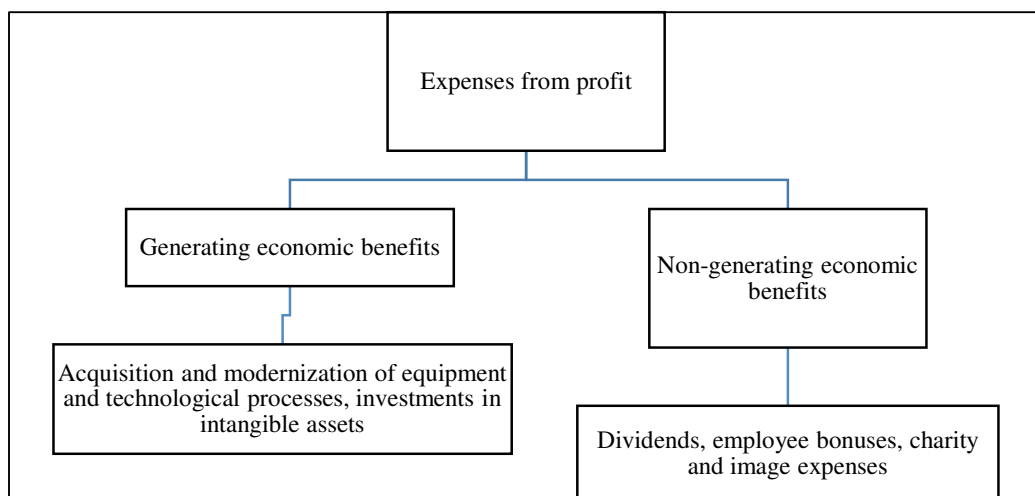 Expenses from profit
Generating economic benefits
Non-generating economic
benefits
Acquisition and modernization of equipment
and technological processes, investments in
intangible assets
Dividends, employee bonuses, charity
and image expenses